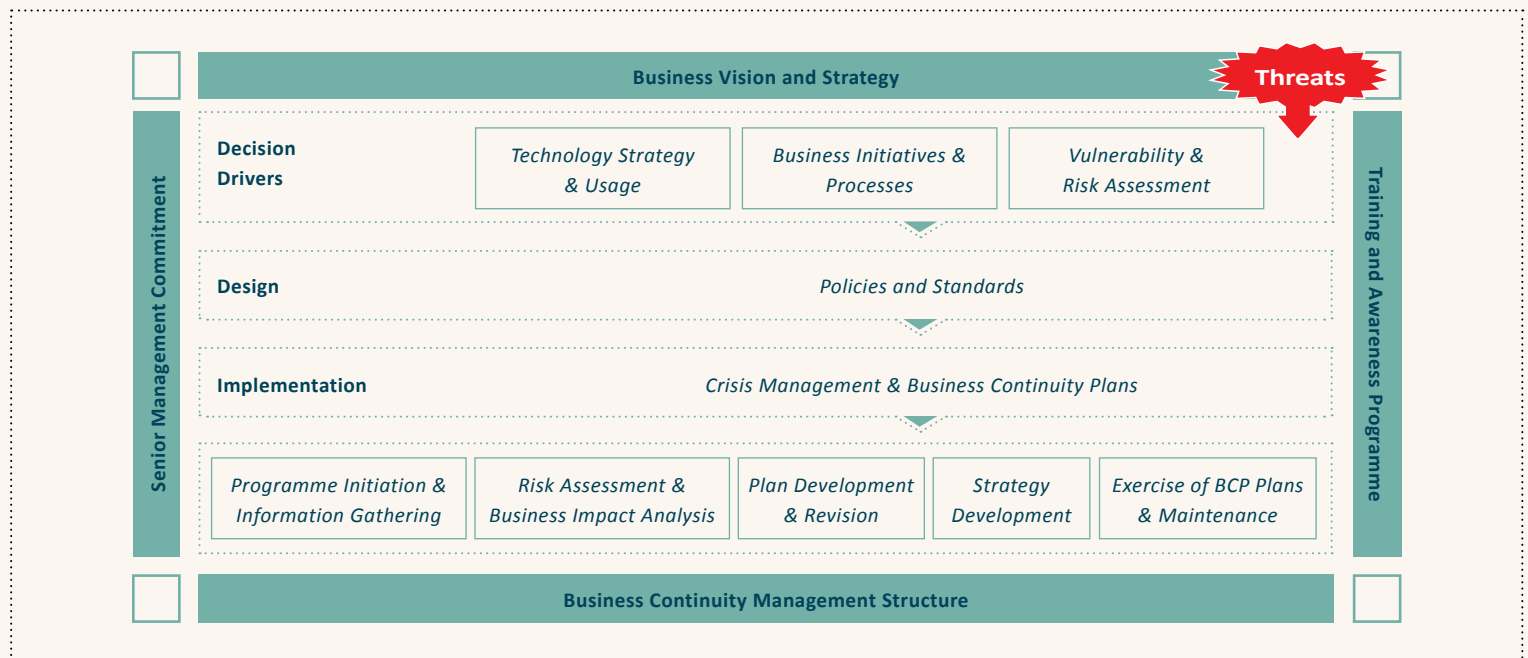 Business Vision and Strategy
Threats
Senior Management Commitment
Training and Awareness Programme
Decision
Drivers
Technology Strategy
& Usage
Business Initiatives &
Processes
Vulnerability &
Risk Assessment
Design
Policies and Standards
Implementation
Crisis Management & Business Continuity Plans
Programme Initiation &
Information Gathering
Risk Assessment &
Business Impact Analysis
Plan Development
& Revision
Strategy
Development
Exercise of BCP Plans
& Maintenance
Business Continuity Management Structure